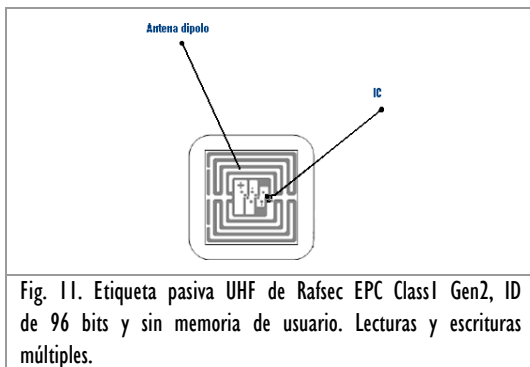 Antena dipolo
IC
Fig. 11. Etiqueta pasiva UHF de Rafsec EPC Class1 Gen2, ID
de 96 bits y sin memoria de usuario. Lecturas y escrituras
múltiples.